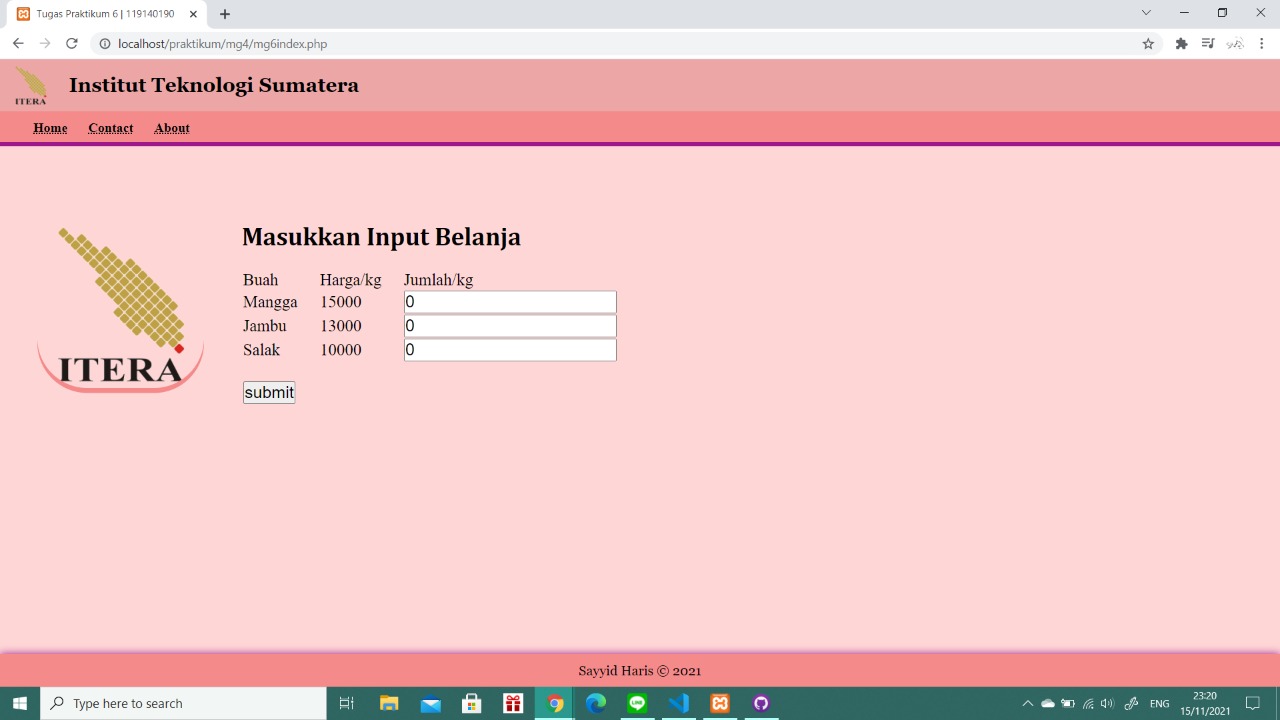 Tugas Praktikum 6 | 119140190
localhost/praktikum/mg4/mg6index.php
ITERA
Institut Teknologi Sumatera
Home Contact About
ITERA
Masukkan Input Belanja
Buah Harga/kg Jumlah/kg
Mangga 15000 0
Jambu 13000 0
Salak 10000 0
submit
Sayyid Haris © 2021
Type here to search
ENG
23:20
15/11/2021